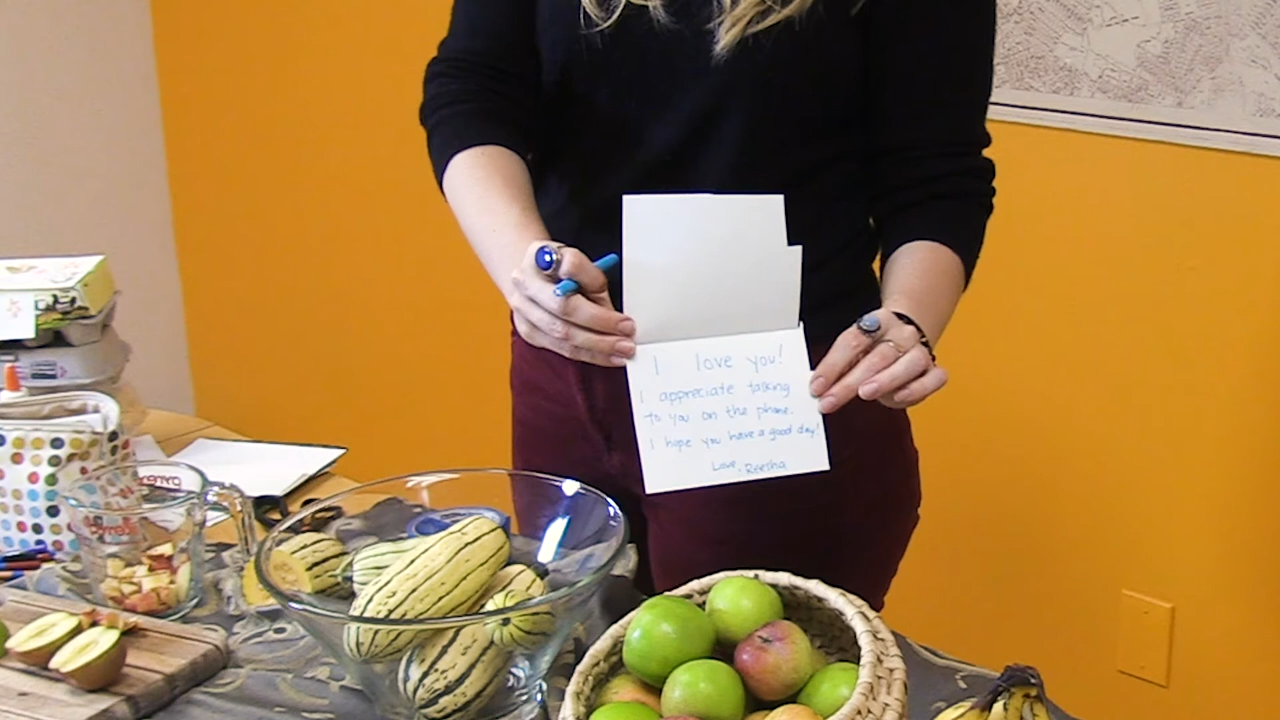 I love you!
I appreciate talking
to you on the phone.
I hope you have a good day!
Love, Reesha